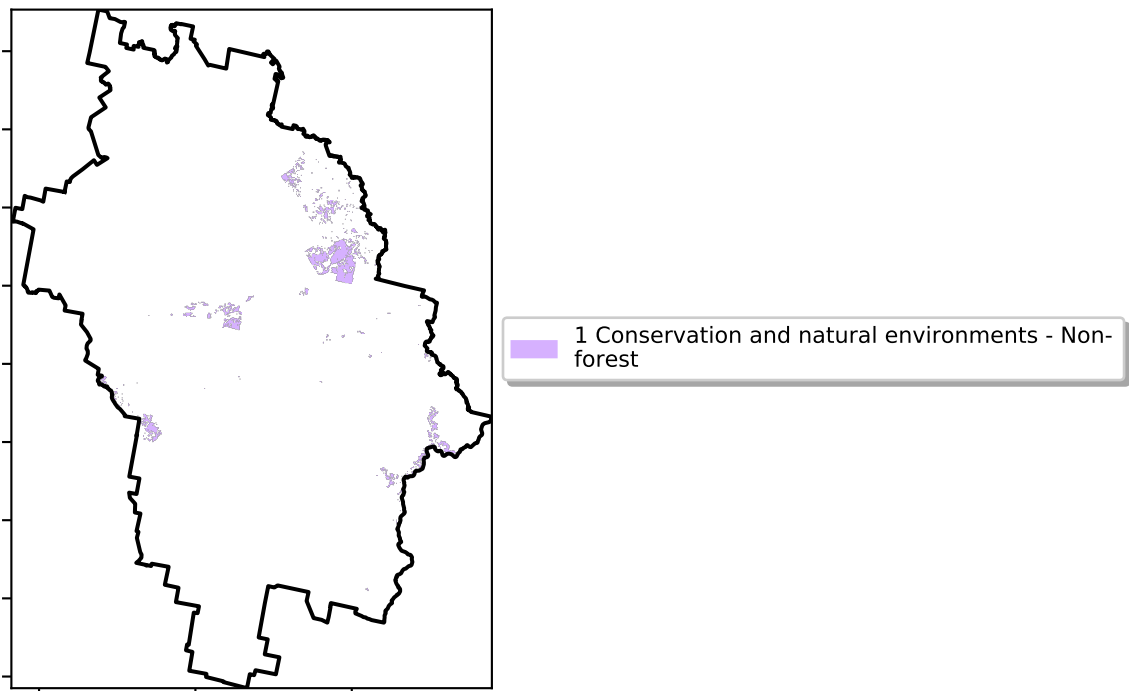 1 Conservation and natural environments - Non-
forest